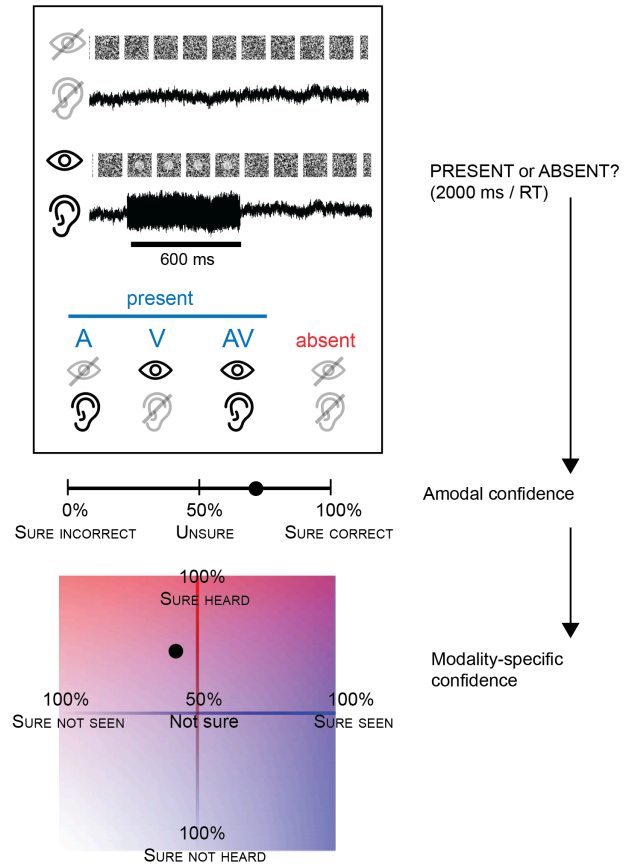 PRESENT or ABSENT?
(2000 ms / RT)
600 ms
present
A V AV absent
0% 50% 100%
SURE INCORRECT UNSURE SURE CORRECT
Amodal confidence
100%
SURE HEARD
Modality-specific
confidence
100% 50% 100%
SURE NOT SEEN Not sure SURE SEEN
100%
SURE NOT HEARD